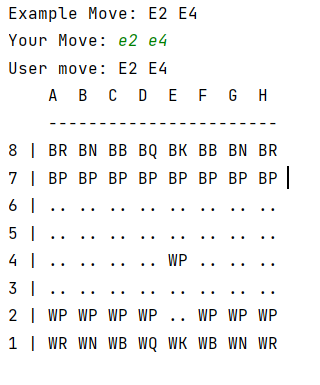 Example Move: E2 E4
Your Move: e2 e4
User move: E2 E4
A B C D E F G H
-----------------------
8 | BR BN BB BQ BK BB BN BR
7 | BP BP BP BP BP BP BP BP
6 | .. .. .. .. .. .. .. ..
5 | .. .. .. .. .. .. .. ..
4 | .. .. .. .. WP .. .. ..
3 | .. .. .. .. .. .. .. ..
2 | WP WP WP WP .. WP WP WP
1 | WR WN WB WQ WK WB WN WR